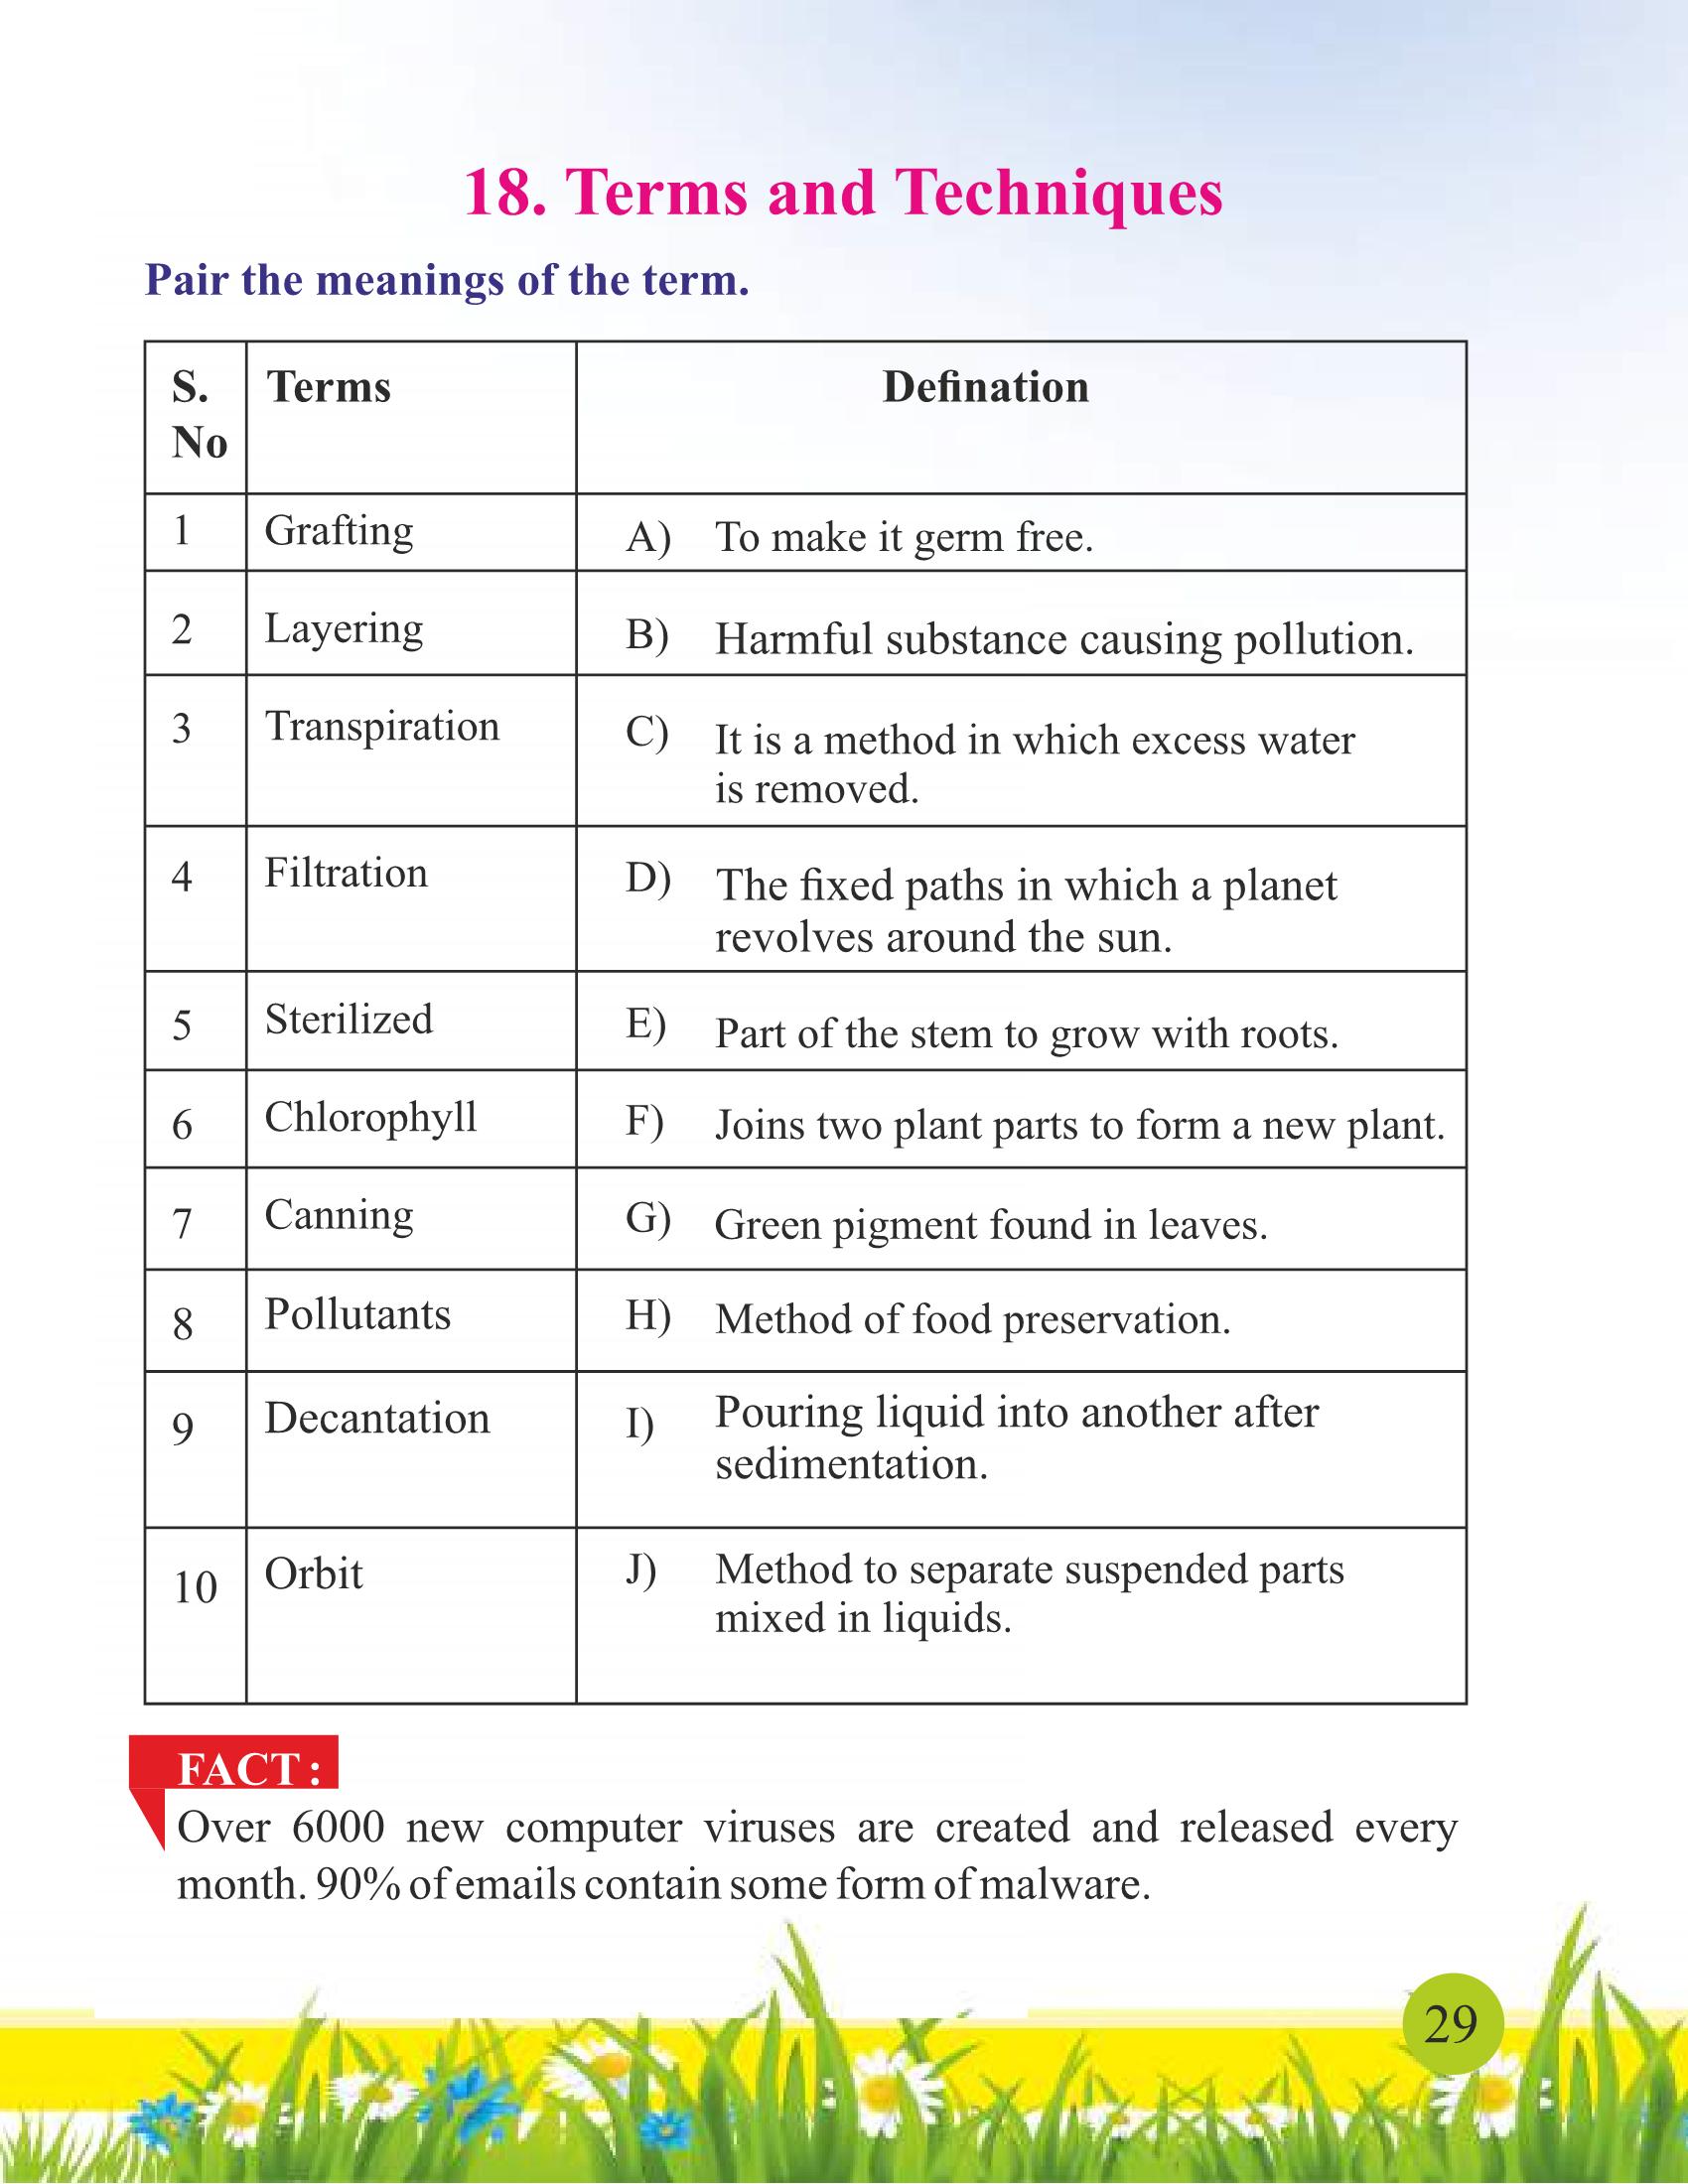 18. Terms and Techniques
Pair the meanings of the term.
S.
No
Terms
Defination
1 Grafting A) To make it germ free.
2 Layering B) Harmful substance causing pollution.
3 Transpiration C) It is a method in which excess water
is removed.
4 Filtration D) The fixed paths in which a planet
revolves around the sun.
5 Sterilized E) Part of the stem to grow with roots.
6 Chlorophyll F) Joins two plant parts to form a new plant.
7 Canning G) Green pigment found in leaves.
8 Pollutants H) Method of food preservation.
9 Decantation I) Pouring liquid into another after
sedimentation.
10 Orbit J) Method to separate suspended parts
mixed in liquids.
FACT :
Over 6000 new computer viruses are created and released every
month. 90% of emails contain some form of malware.
29